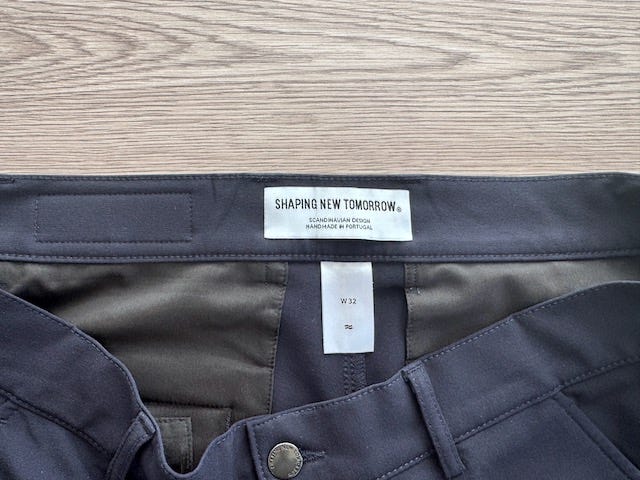 SHAPING NEW TOMORROW®
SCANDINAVIAN DESIGN
HANDMADE IN PORTUGAL
W 32